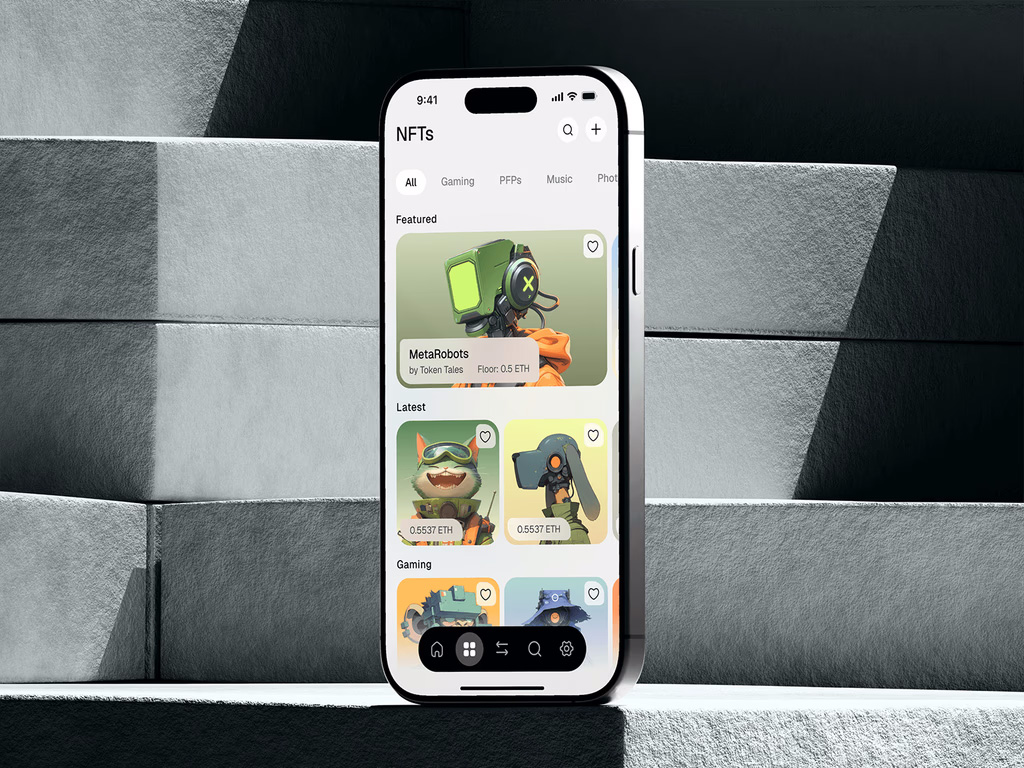 9:41
NFTs
All Gaming PFPs Music Phot
Featured
X
MetaRobots
by Token Tales Floor: 0.5 ETH
Latest
0.5537 ETH 0.5537 ETH
Gaming